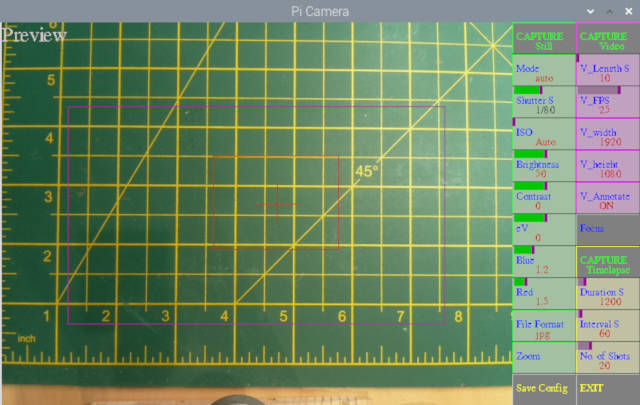 Pi Camera
Preview
6
5
4
3
2
1
45°
1 2 3 4 5 6 7 8
inch
CAPTURE
Still
Mode
auto
Shutter S
1/80
ISO
Auto
Brightness
50
Contrast
0
eV
0
Blue
1.2
Red
1.5
File Format
jpg
Zoom
Save Config
CAPTURE
Video
V_Length S
10
V_FPS
25
V_width
1920
V_height
1080
V_Annotate
ON
Focus
CAPTURE
Timelapse
Duration S
1200
Interval S
60
No. of Shots
20
EXIT